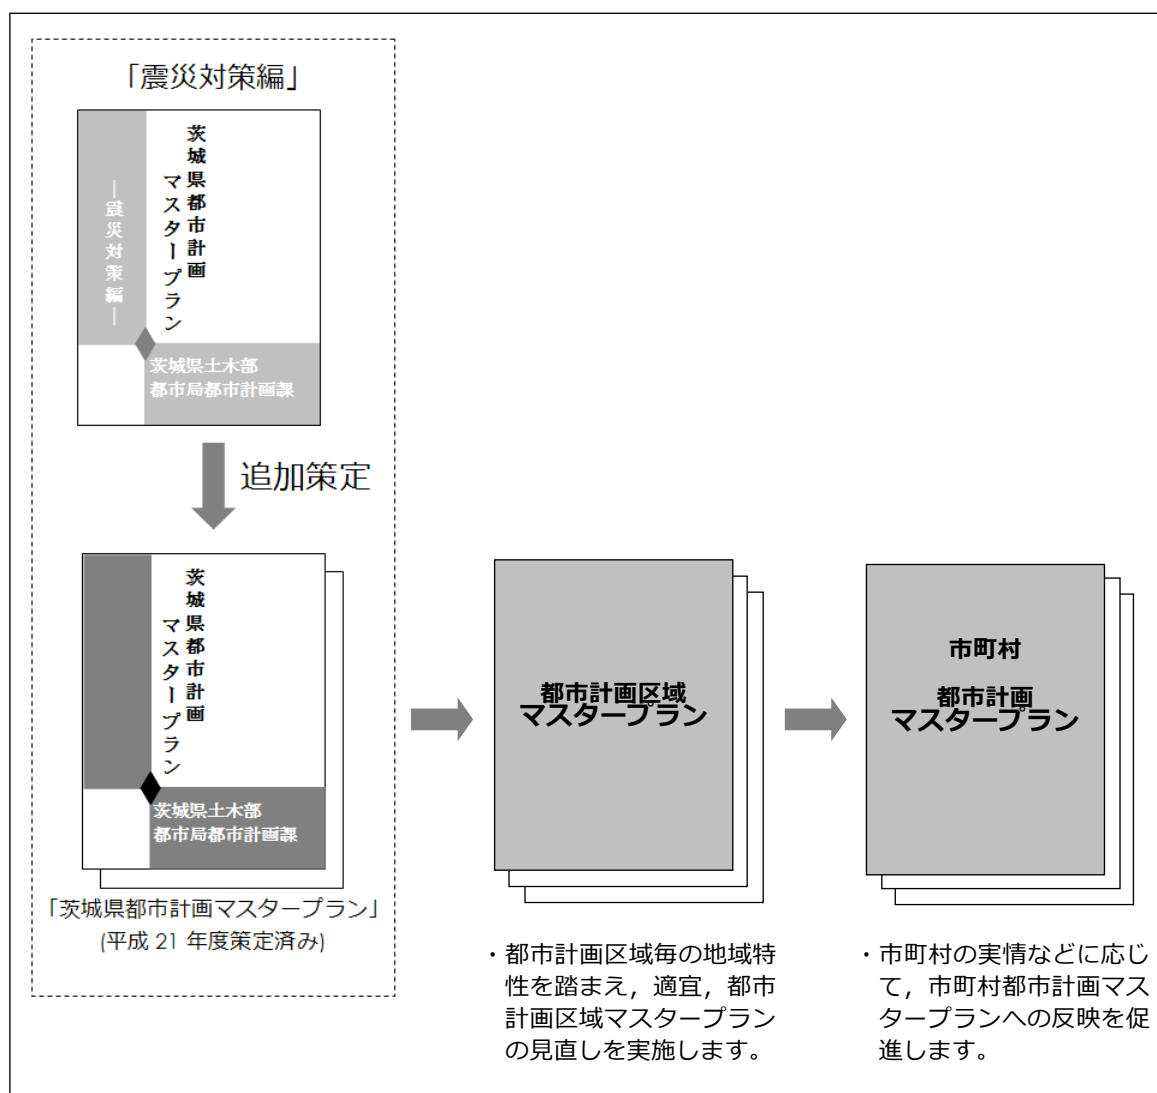 「震災対策編」
茨城県都市計画
マスタープラン
―震災対策編―
茨城県土木部
都市局都市計画課
追加策定
茨城県都市計画
マスタープラン
茨城県土木部
都市局都市計画課
「茨城県都市計画マスタープラン」
(平成 21 年度策定済み)
都市計画区域
マスタープラン
・都市計画区域毎の地域特
性を踏まえ，適宜，都市
計画区域マスタープラン
の見直しを実施します。
市町村
都市計画
マスタープラン
・市町村の実情などに応じ
て，市町村都市計画マス
タープランへの反映を促
進します。